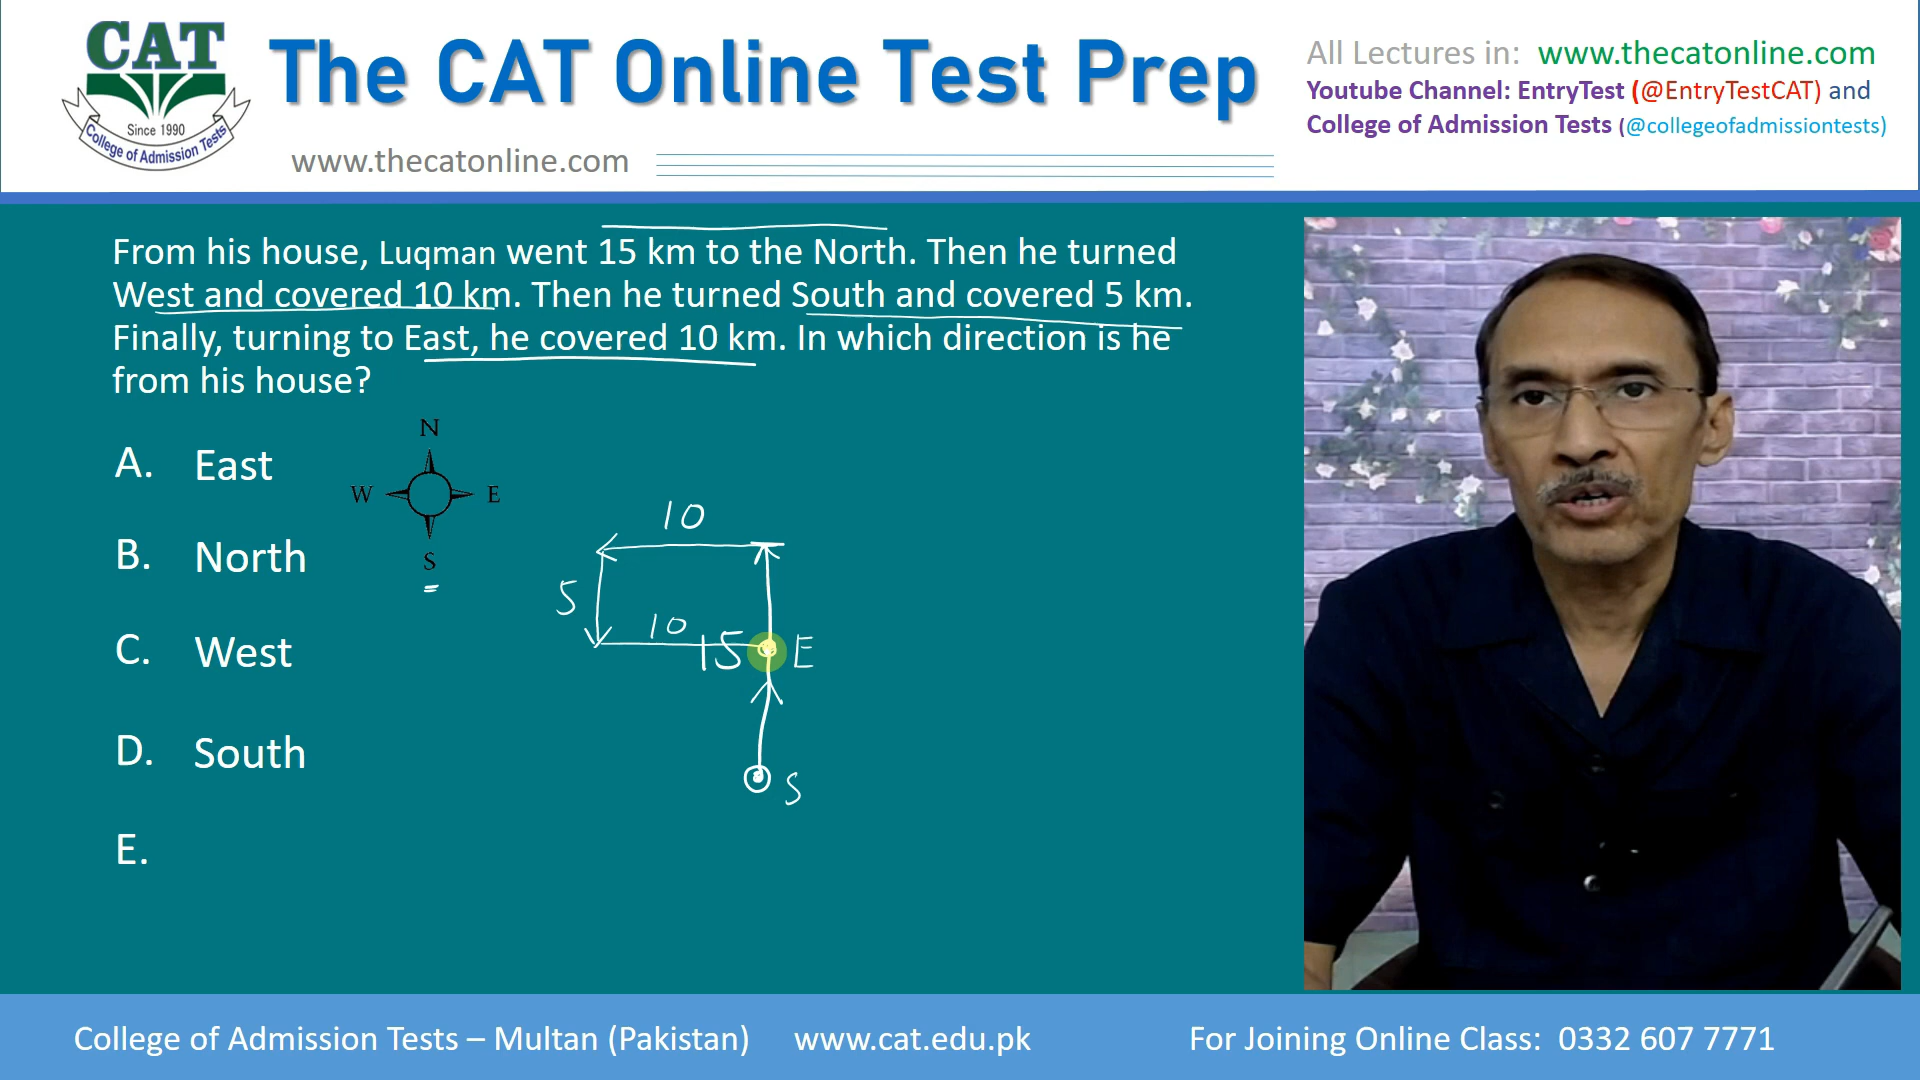 CAT
Since 1990
College of Admission Tests
The CAT Online Test Prep
www.thecatonline.com
All Lectures in: www.thecatonline.com
Youtube Channel: EntryTest (@EntryTestCAT) and
College of Admission Tests (@collegeofadmissiontests)
From his house, Luqman went 15 km to the North. Then he turned
West and covered 10 km. Then he turned South and covered 5 km.
Finally, turning to East, he covered 10 km. In which direction is he
from his house?
A. East
B. North
C. West
D. South
E.
N
W E
S
10
5
10
15 E
S
College of Admission Tests – Multan (Pakistan) www.cat.edu.pk For Joining Online Class: 0332 607 7771